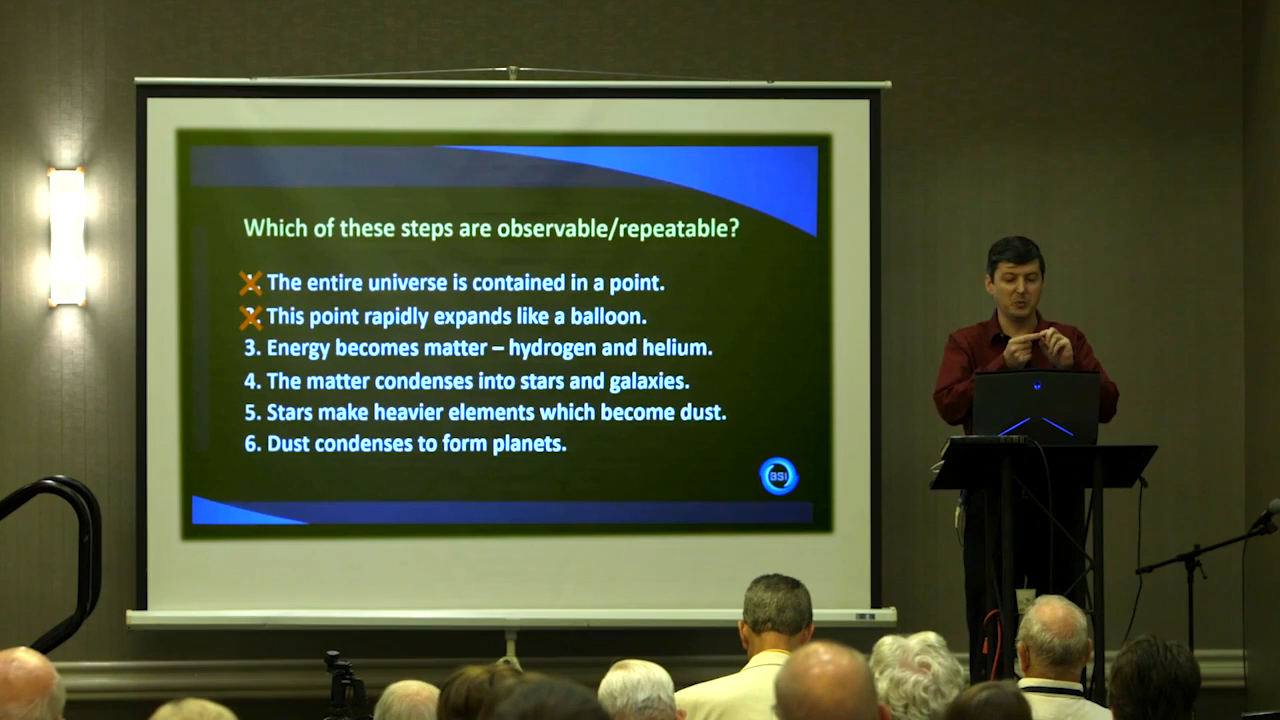 Which of these steps are observable/repeatable?
1. The entire universe is contained in a point.
2. This point rapidly expands like a balloon.
3. Energy becomes matter – hydrogen and helium.
4. The matter condenses into stars and galaxies.
5. Stars make heavier elements which become dust.
6. Dust condenses to form planets.
BSI